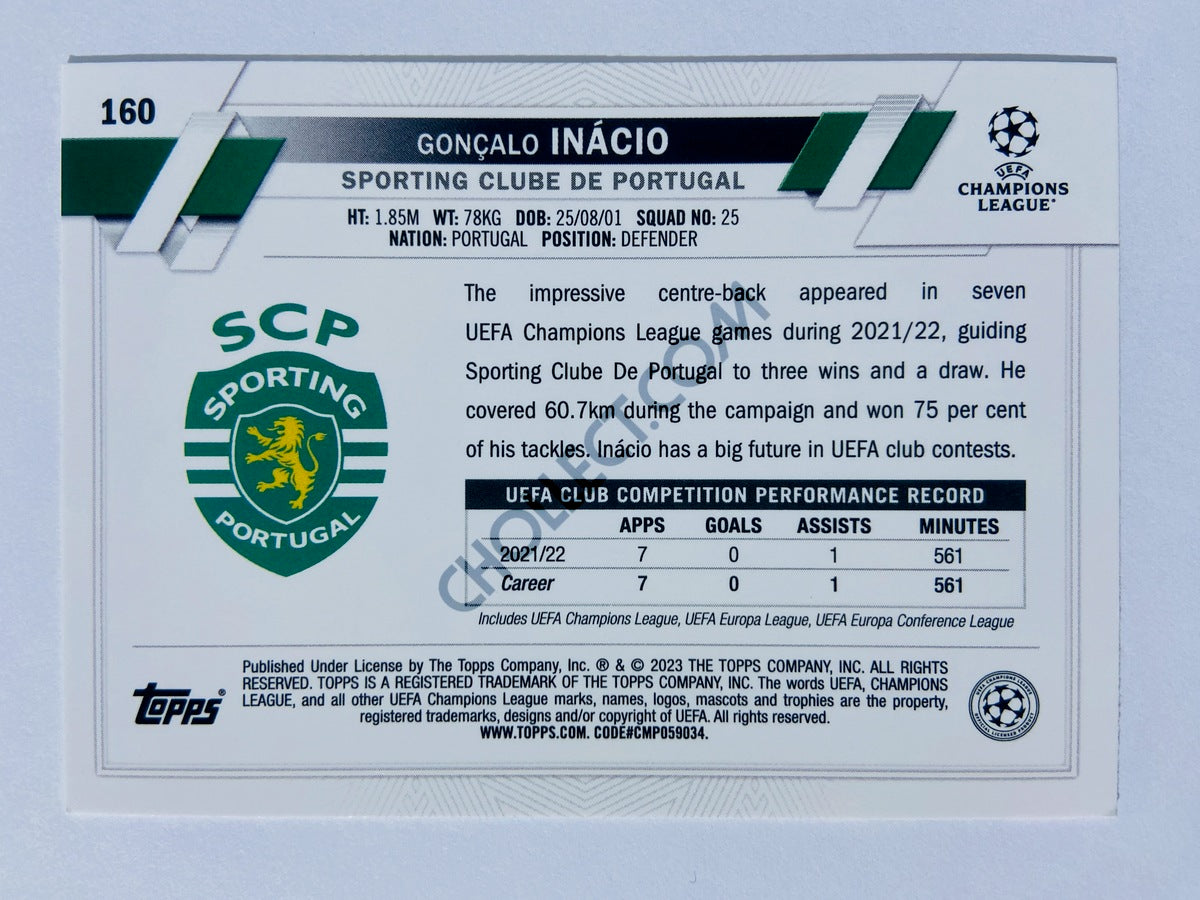 160
GONÇALO INÁCIO
SPORTING CLUBE DE PORTUGAL
HT: 1.85M WT: 78KG DOB: 25/08/01 SQUAD NO: 25
NATION: PORTUGAL POSITION: DEFENDER
UEFA
CHAMPIONS
LEAGUE®
SCP
SPORTING
PORTUGAL
The impressive centre-back appeared in seven
UEFA Champions League games during 2021/22, guiding
Sporting Clube De Portugal to three wins and a draw. He
covered 60.7km during the campaign and won 75 per cent
of his tackles. Inácio has a big future in UEFA club contests.
CHOLLECT.COM
UEFA CLUB COMPETITION PERFORMANCE RECORD
APPS GOALS ASSISTS MINUTES
2021/22 7 0 1 561
Career 7 0 1 561
Includes UEFA Champions League, UEFA Europa League, UEFA Europa Conference League
topps®
Published Under License by The Topps Company, Inc. ® & © 2023 THE TOPPS COMPANY, INC. ALL RIGHTS
RESERVED. TOPPS IS A REGISTERED TRADEMARK OF THE TOPPS COMPANY, INC. The words UEFA, CHAMPIONS
LEAGUE, and all other UEFA Champions League marks, names, logos, mascots and trophies are the property,
registered trademarks, designs and/or copyright of UEFA. All rights reserved.
WWW.TOPPS.COM. CODE#CMP059034.
UEFA CHAMPIONS LEAGUE
OFFICIAL LICENSED PRODUCT